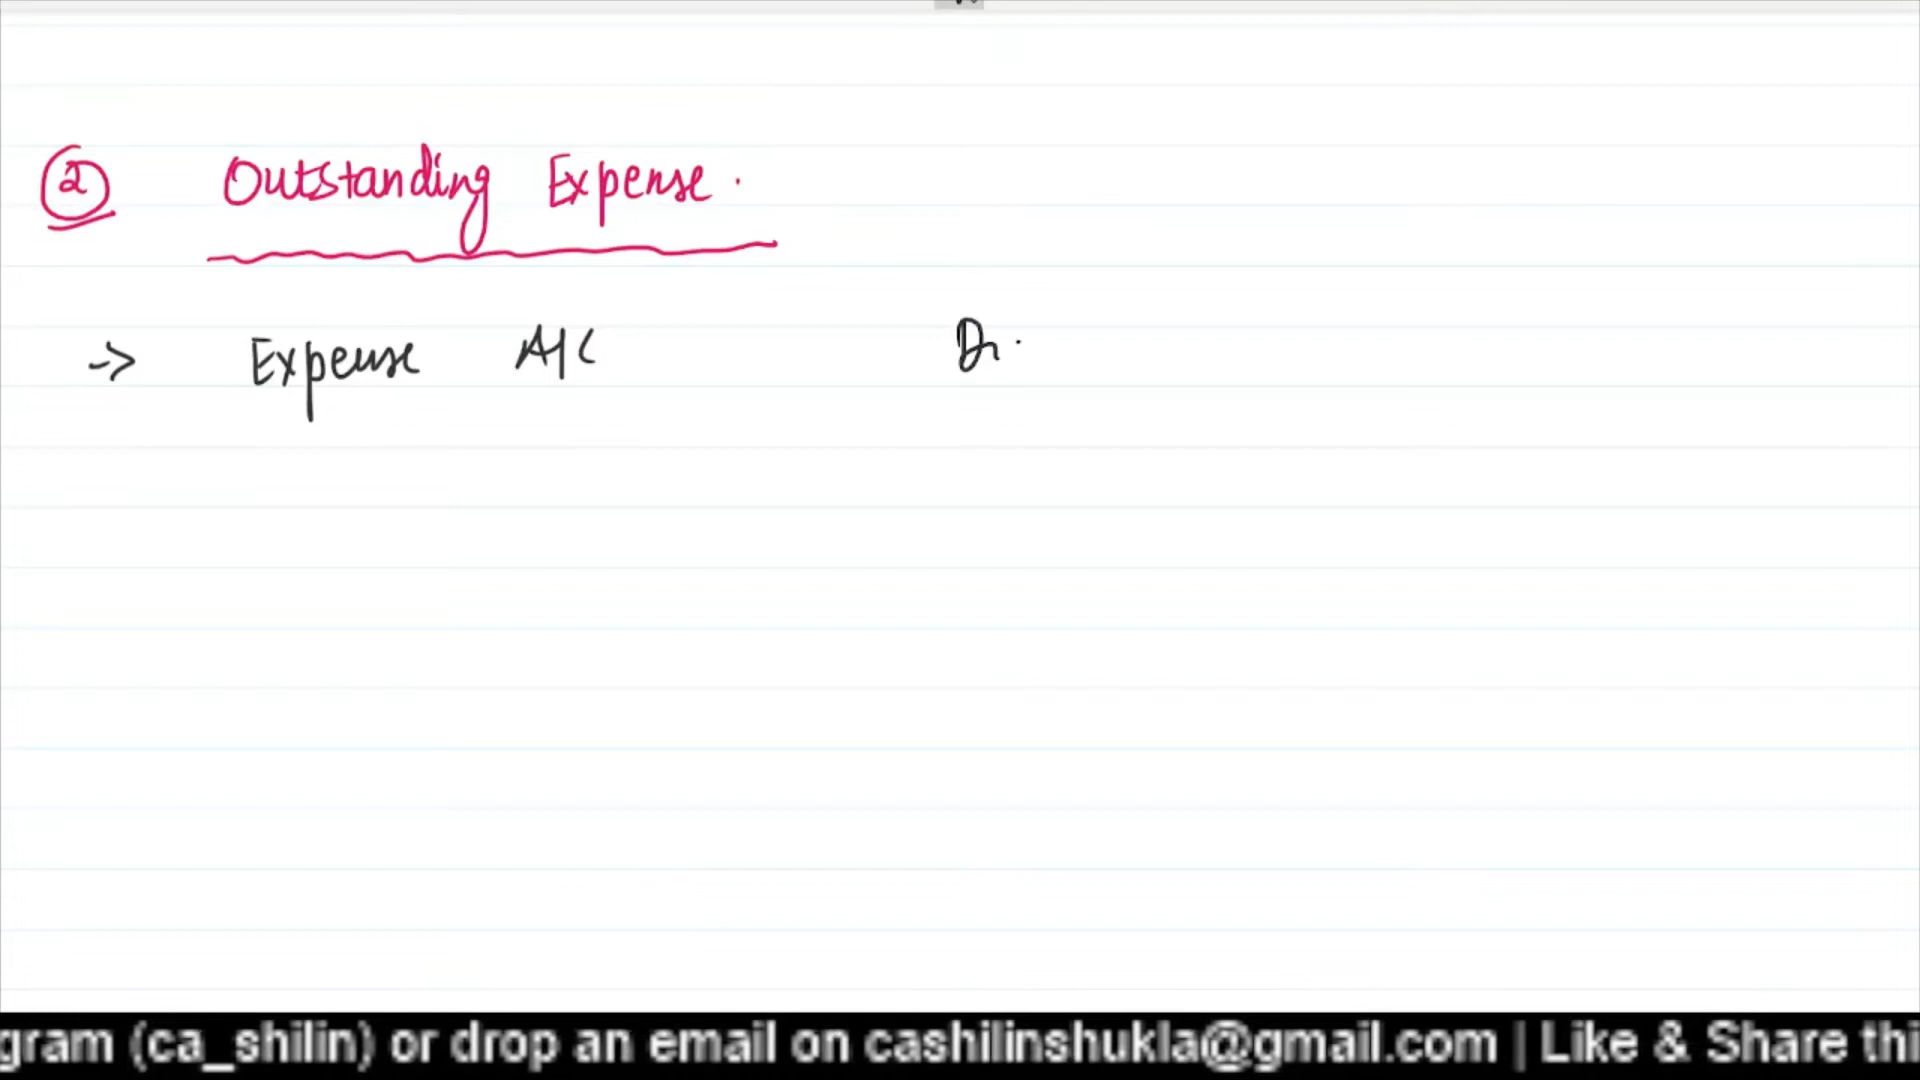 ② Outstanding Expense.
-> Expense A/C Dr.
gram (ca_shilin) or drop an email on cashilinshukla@gmail.com | Like & Share thi